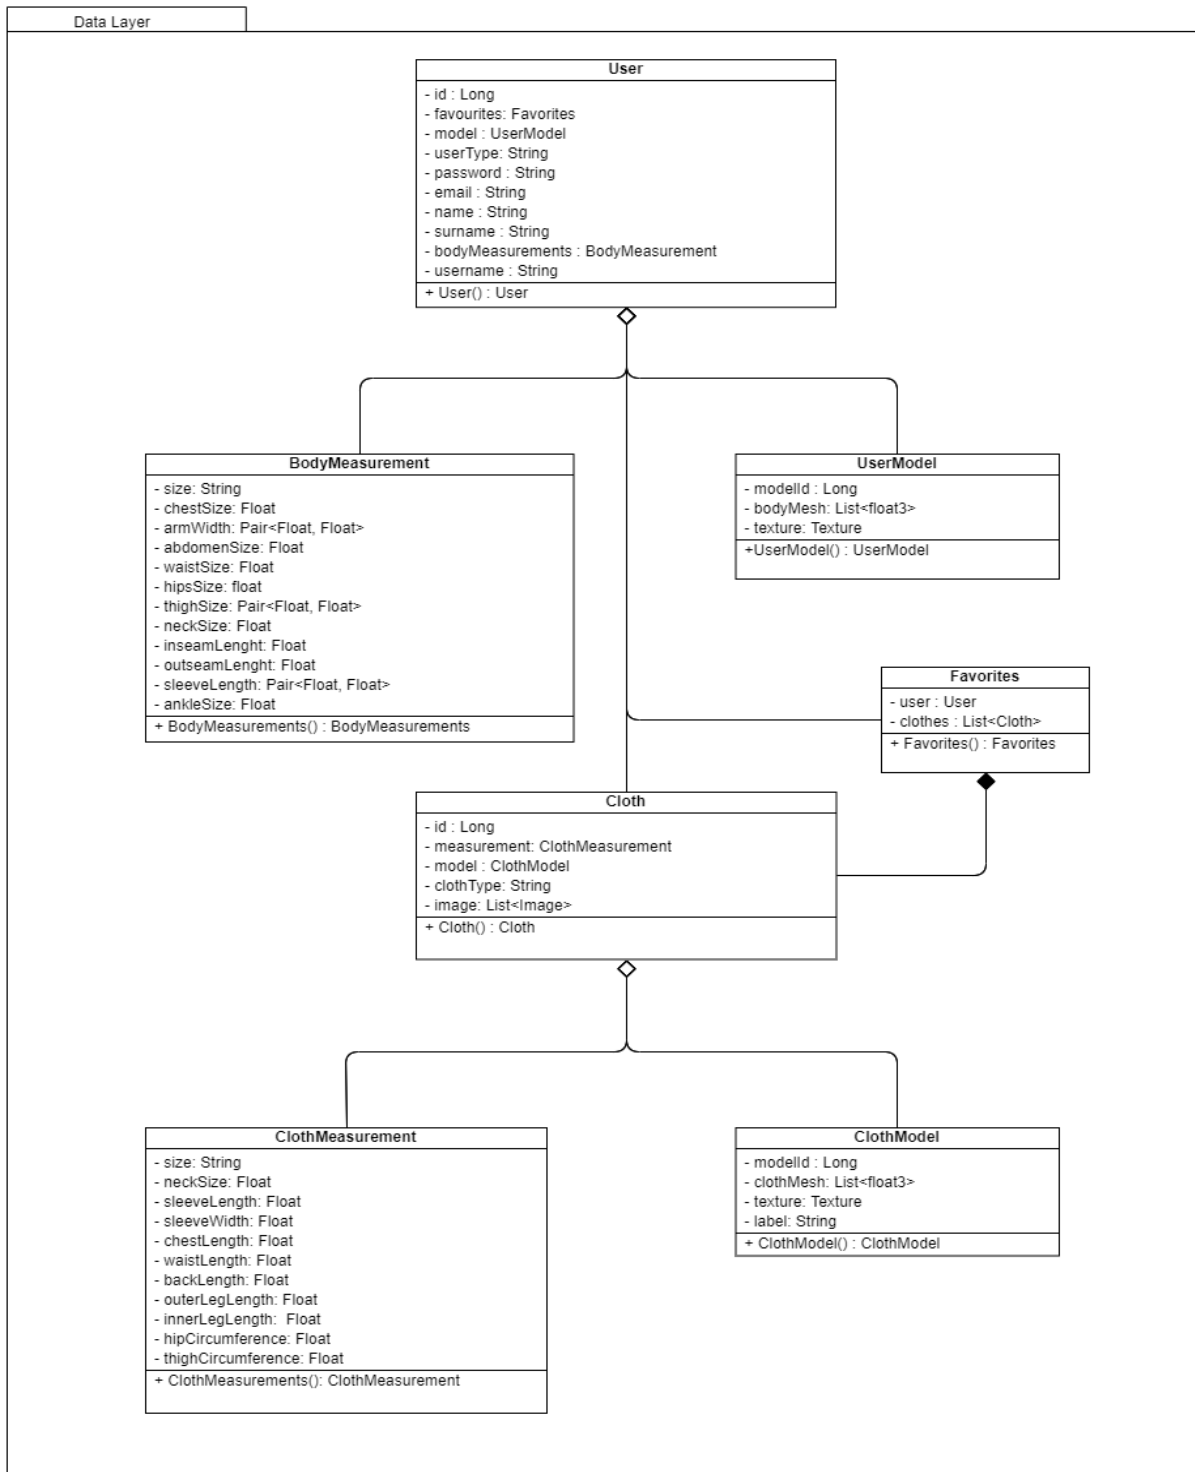 Data Layer
User
- id : Long
- favourites: Favorites
- model : UserModel
- userType: String
- password : String
- email : String
- name : String
- surname : String
- bodyMeasurements : BodyMeasurement
- username : String
+ User() : User
BodyMeasurement
- size: String
- chestSize: Float
- armWidth: Pair<Float, Float>
- abdomenSize: Float
- waistSize: Float
- hipsSize: float
- thighSize: Pair<Float, Float>
- neckSize: Float
- inseamLenght: Float
- outseamLenght: Float
- sleeveLength: Pair<Float, Float>
- ankleSize: Float
+ BodyMeasurements() : BodyMeasurements
UserModel
- modelId : Long
- bodyMesh: List<float3>
- texture: Texture
+UserModel() : UserModel
Favorites
- user : User
- clothes : List<Cloth>
+ Favorites() : Favorites
Cloth
- id : Long
- measurement: ClothMeasurement
- model : ClothModel
- clothType: String
- image: List<Image>
+ Cloth() : Cloth
ClothMeasurement
- size: String
- neckSize: Float
- sleeveLength: Float
- sleeveWidth: Float
- chestLength: Float
- waistLength: Float
- backLength: Float
- outerLegLength: Float
- innerLegLength:  Float
- hipCircumference: Float
- thighCircumference: Float
+ ClothMeasurements(): ClothMeasurement
ClothModel
- modelId : Long
- clothMesh: List<float3>
- texture: Texture
- label: String
+ ClothModel() : ClothModel